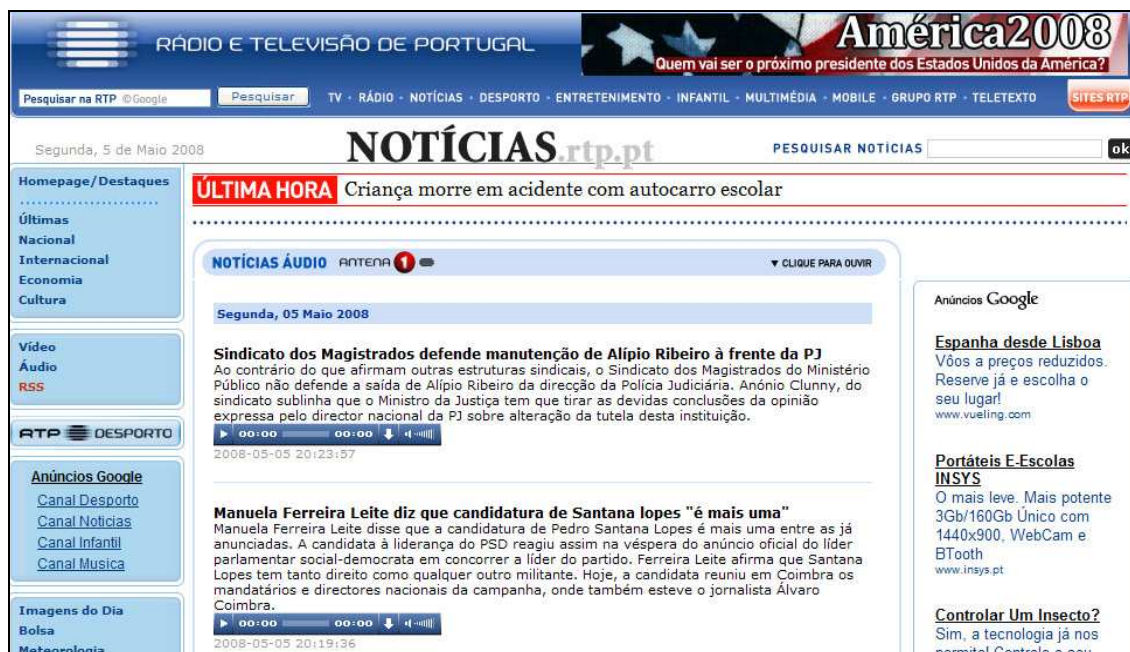 RÁDIO E TELEVISÃO DE PORTUGAL
América2008
Quem vai ser o próximo presidente dos Estados Unidos da América?
Pesquisar na RTP ©Google
Pesquisar
TV - RÁDIO - NOTÍCIAS - DESPORTO - ENTRETENIMENTO - INFANTIL - MULTIMÉDIA - MOBILE - GRUPO RTP - TELETEXTO
SITES RTP
Segunda, 5 de Maio 2008
NOTÍCIAS.rtp.pt
PESQUISAR NOTÍCIAS
ok
Homepage/Destaques
Últimas
Nacional
Internacional
Economia
Cultura
Vídeo
Áudio
RSS
RTP DESPORTO
Anúncios Google
Canal Desporto
Canal Noticias
Canal Infantil
Canal Musica
Imagens do Dia
Bolsa
Meteorologia
ÚLTIMA HORA Criança morre em acidente com autocarro escolar
NOTÍCIAS ÁUDIO ANTENA 1
▼ CLIQUE PARA OUVIR
Segunda, 05 Maio 2008
Sindicato dos Magistrados defende manutenção de Alípio Ribeiro à frente da PJ
Ao contrário do que afirmam outras estruturas sindicais, o Sindicato dos Magistrados do Ministério
Público não defende a saída de Alípio Ribeiro da direcção da Polícia Judiciária. Anónio Clunny, do
sindicato sublinha que o Ministro da Justiça tem que tirar as devidas conclusões da opinião
expressa pelo director nacional da PJ sobre alteração da tutela desta instituição.
00:00 00:00
2008-05-05 20:23:57
Manuela Ferreira Leite diz que candidatura de Santana lopes "é mais uma"
Manuela Ferreira Leite disse que a candidatura de Pedro Santana Lopes é mais uma entre as já
anunciadas. A candidata à liderança do PSD reagiu assim na véspera do anúncio oficial do líder
parlamentar social-democrata em concorrer a líder do partido. Ferreira Leite afirma que Santana
Lopes tem tanto direito como qualquer outro militante. Hoje, a candidata reuniu em Coimbra os
mandatários e directores nacionais da campanha, onde também esteve o jornalista Álvaro
Coimbra.
00:00 00:00
2008-05-05 20:19:36
Anúncios Google
Espanha desde Lisboa
Vôos a preços reduzidos.
Reserve já e escolha o
seu lugar!
www.vueling.com
Portáteis E-Escolas
INSYS
O mais leve. Mais potente
3Gb/160Gb Único com
1440x900, WebCam e
BTooth
www.insys.pt
Controlar Um Insecto?
Sim, a tecnologia já nos